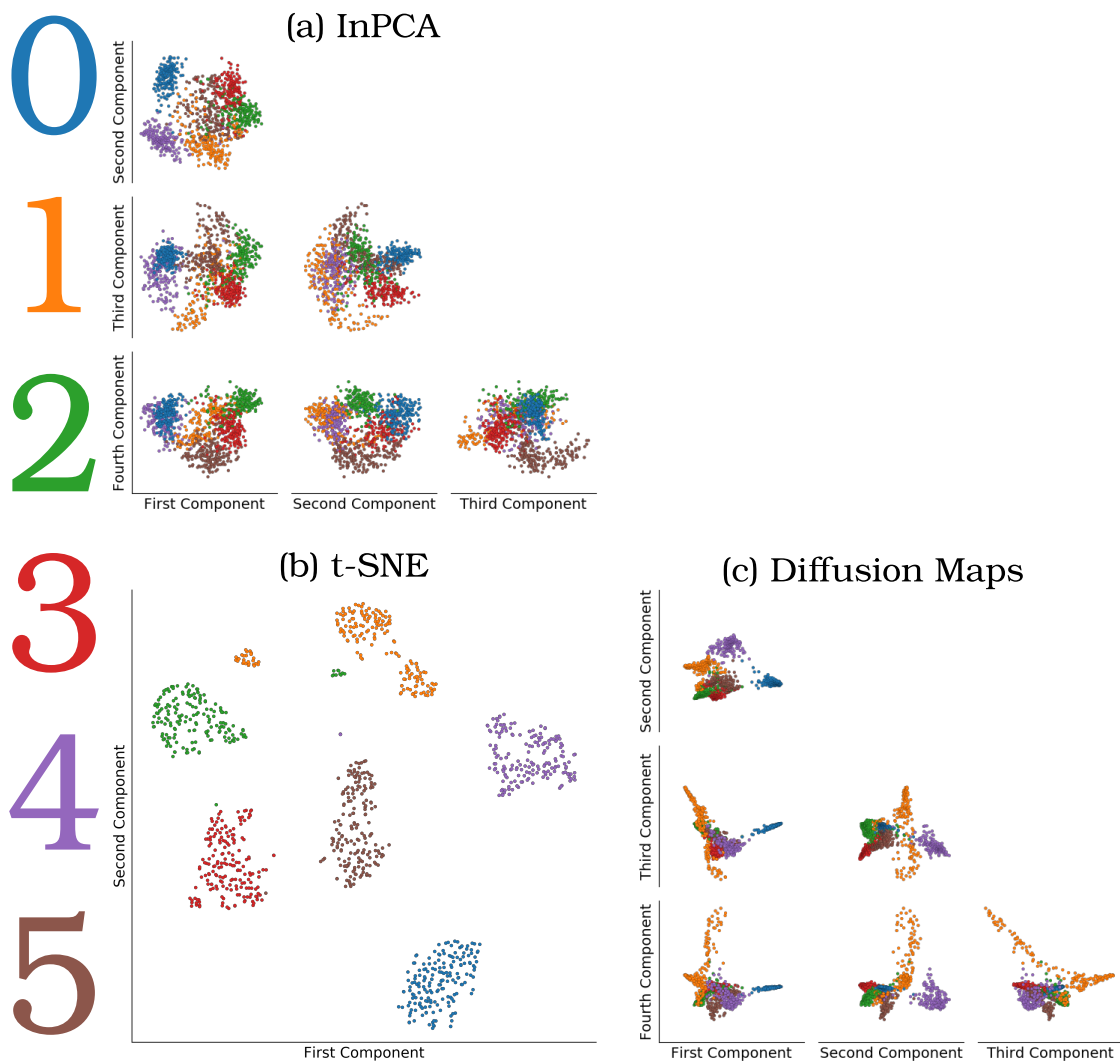 (a) InPCA
0
1
2
3
4
5
Second Component
Third Component
Fourth Component
First Component
Second Component
Third Component
(b) t-SNE
Second Component
First Component
(c) Diffusion Maps
Second Component
Third Component
Fourth Component
First Component
Second Component
Third Component